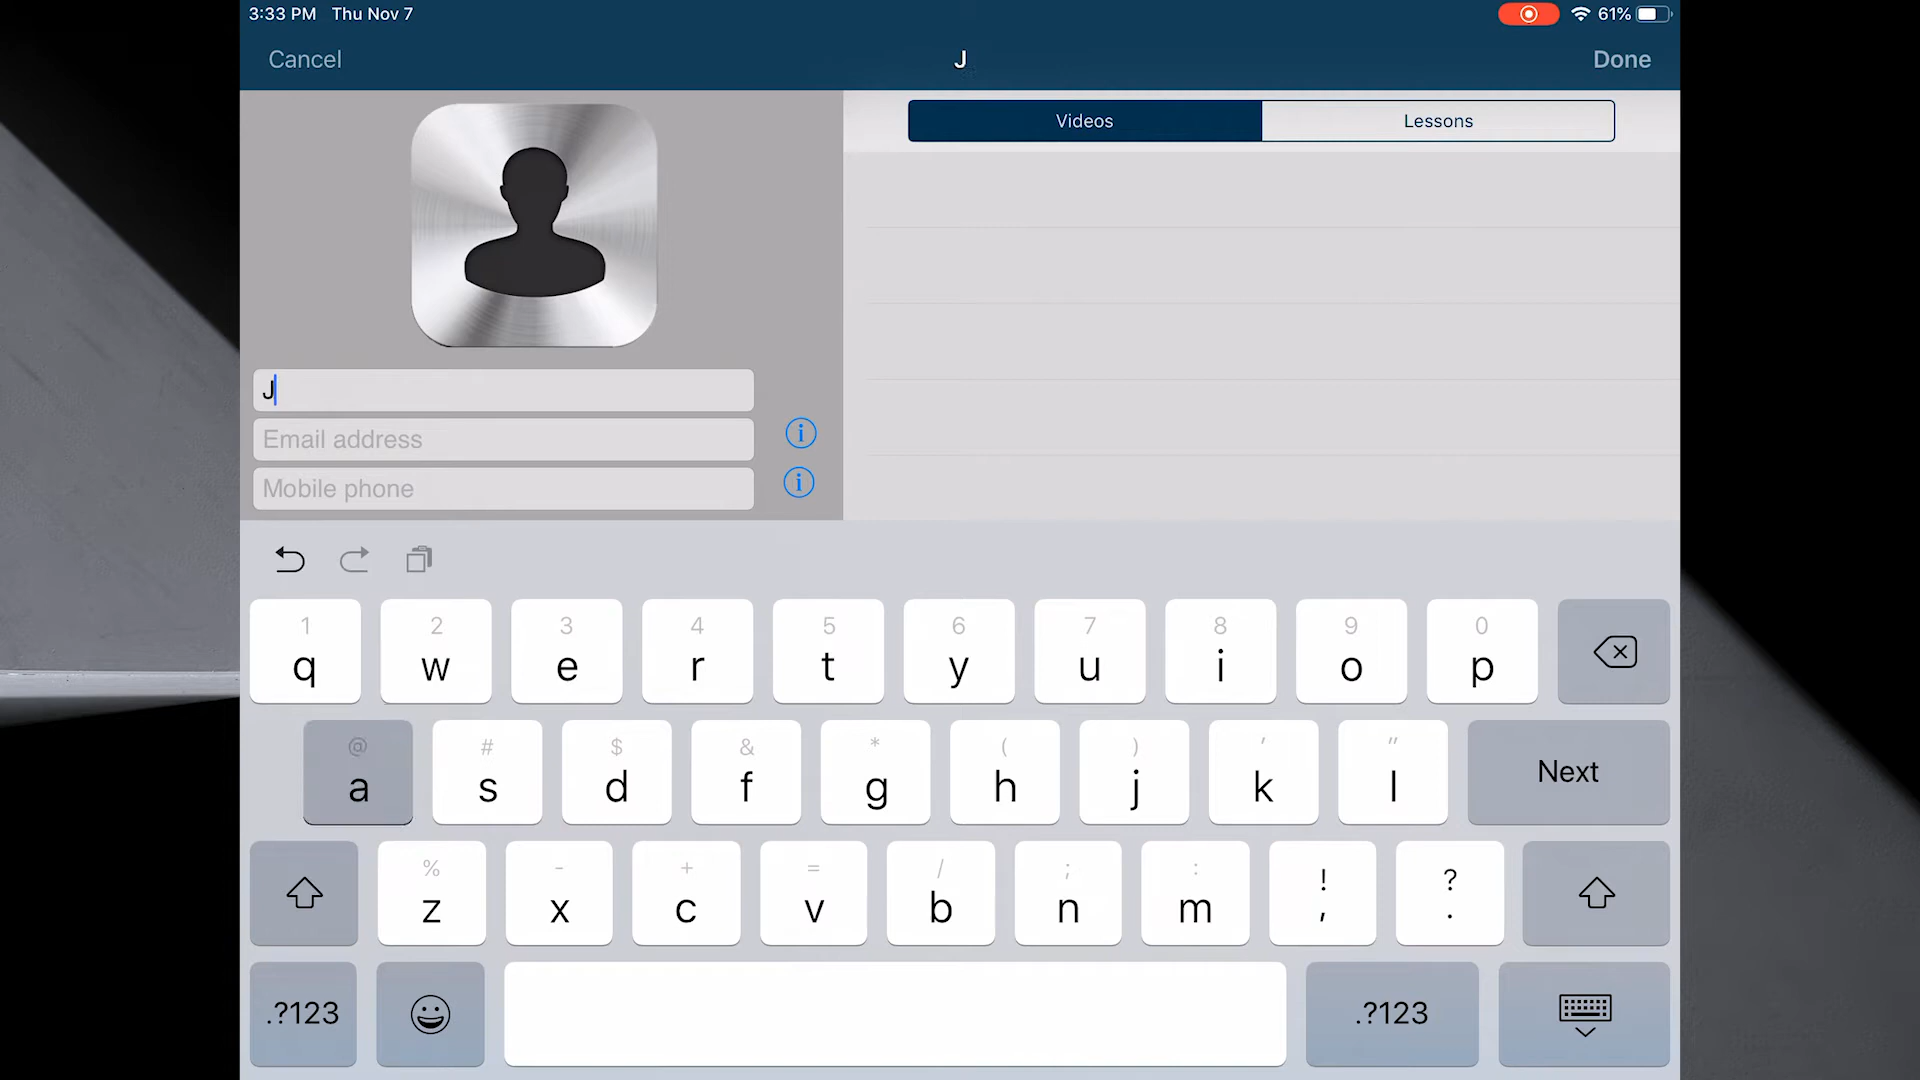 3:33 PM Thu Nov 7
61%
Cancel
J
Done
Videos
Lessons
J
Email address
Mobile phone
1 2 3 4 5 6 7 8 9 0
q w e r t y u i o p
@ # $ & * ( ) ' "
a s d f g h j k l Next
% - + = / ; : ! ?
z x c v b n m , .
.?123 .?123